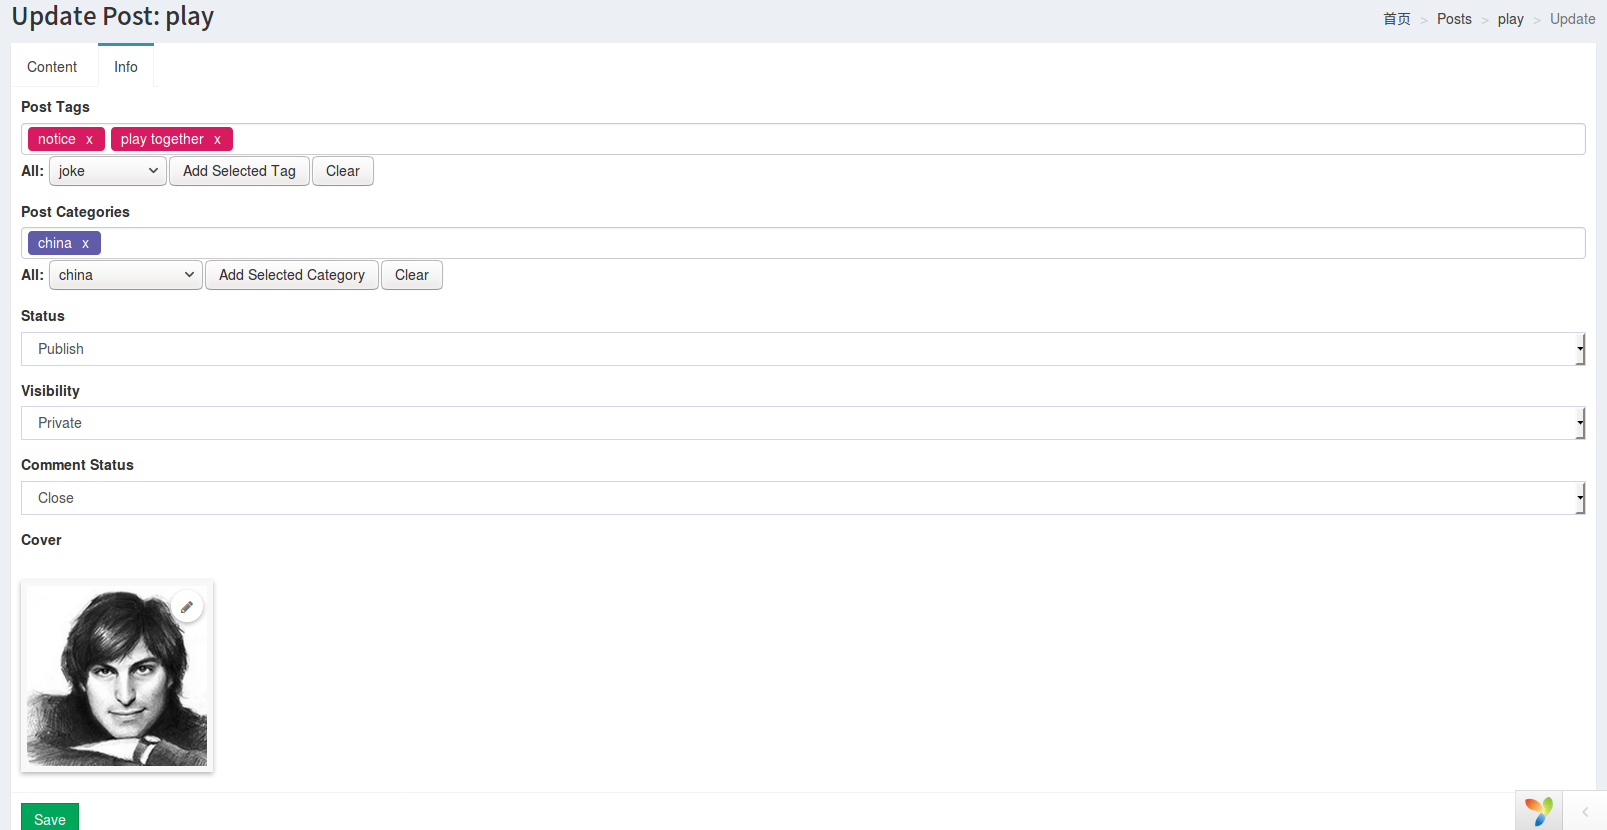 Update Post: play
首页 > Posts > play > Update
Content Info
Post Tags
notice x play together x
All: joke Add Selected Tag Clear
Post Categories
china x
All: china Add Selected Category Clear
Status
Publish
Visibility
Private
Comment Status
Close
Cover
Save